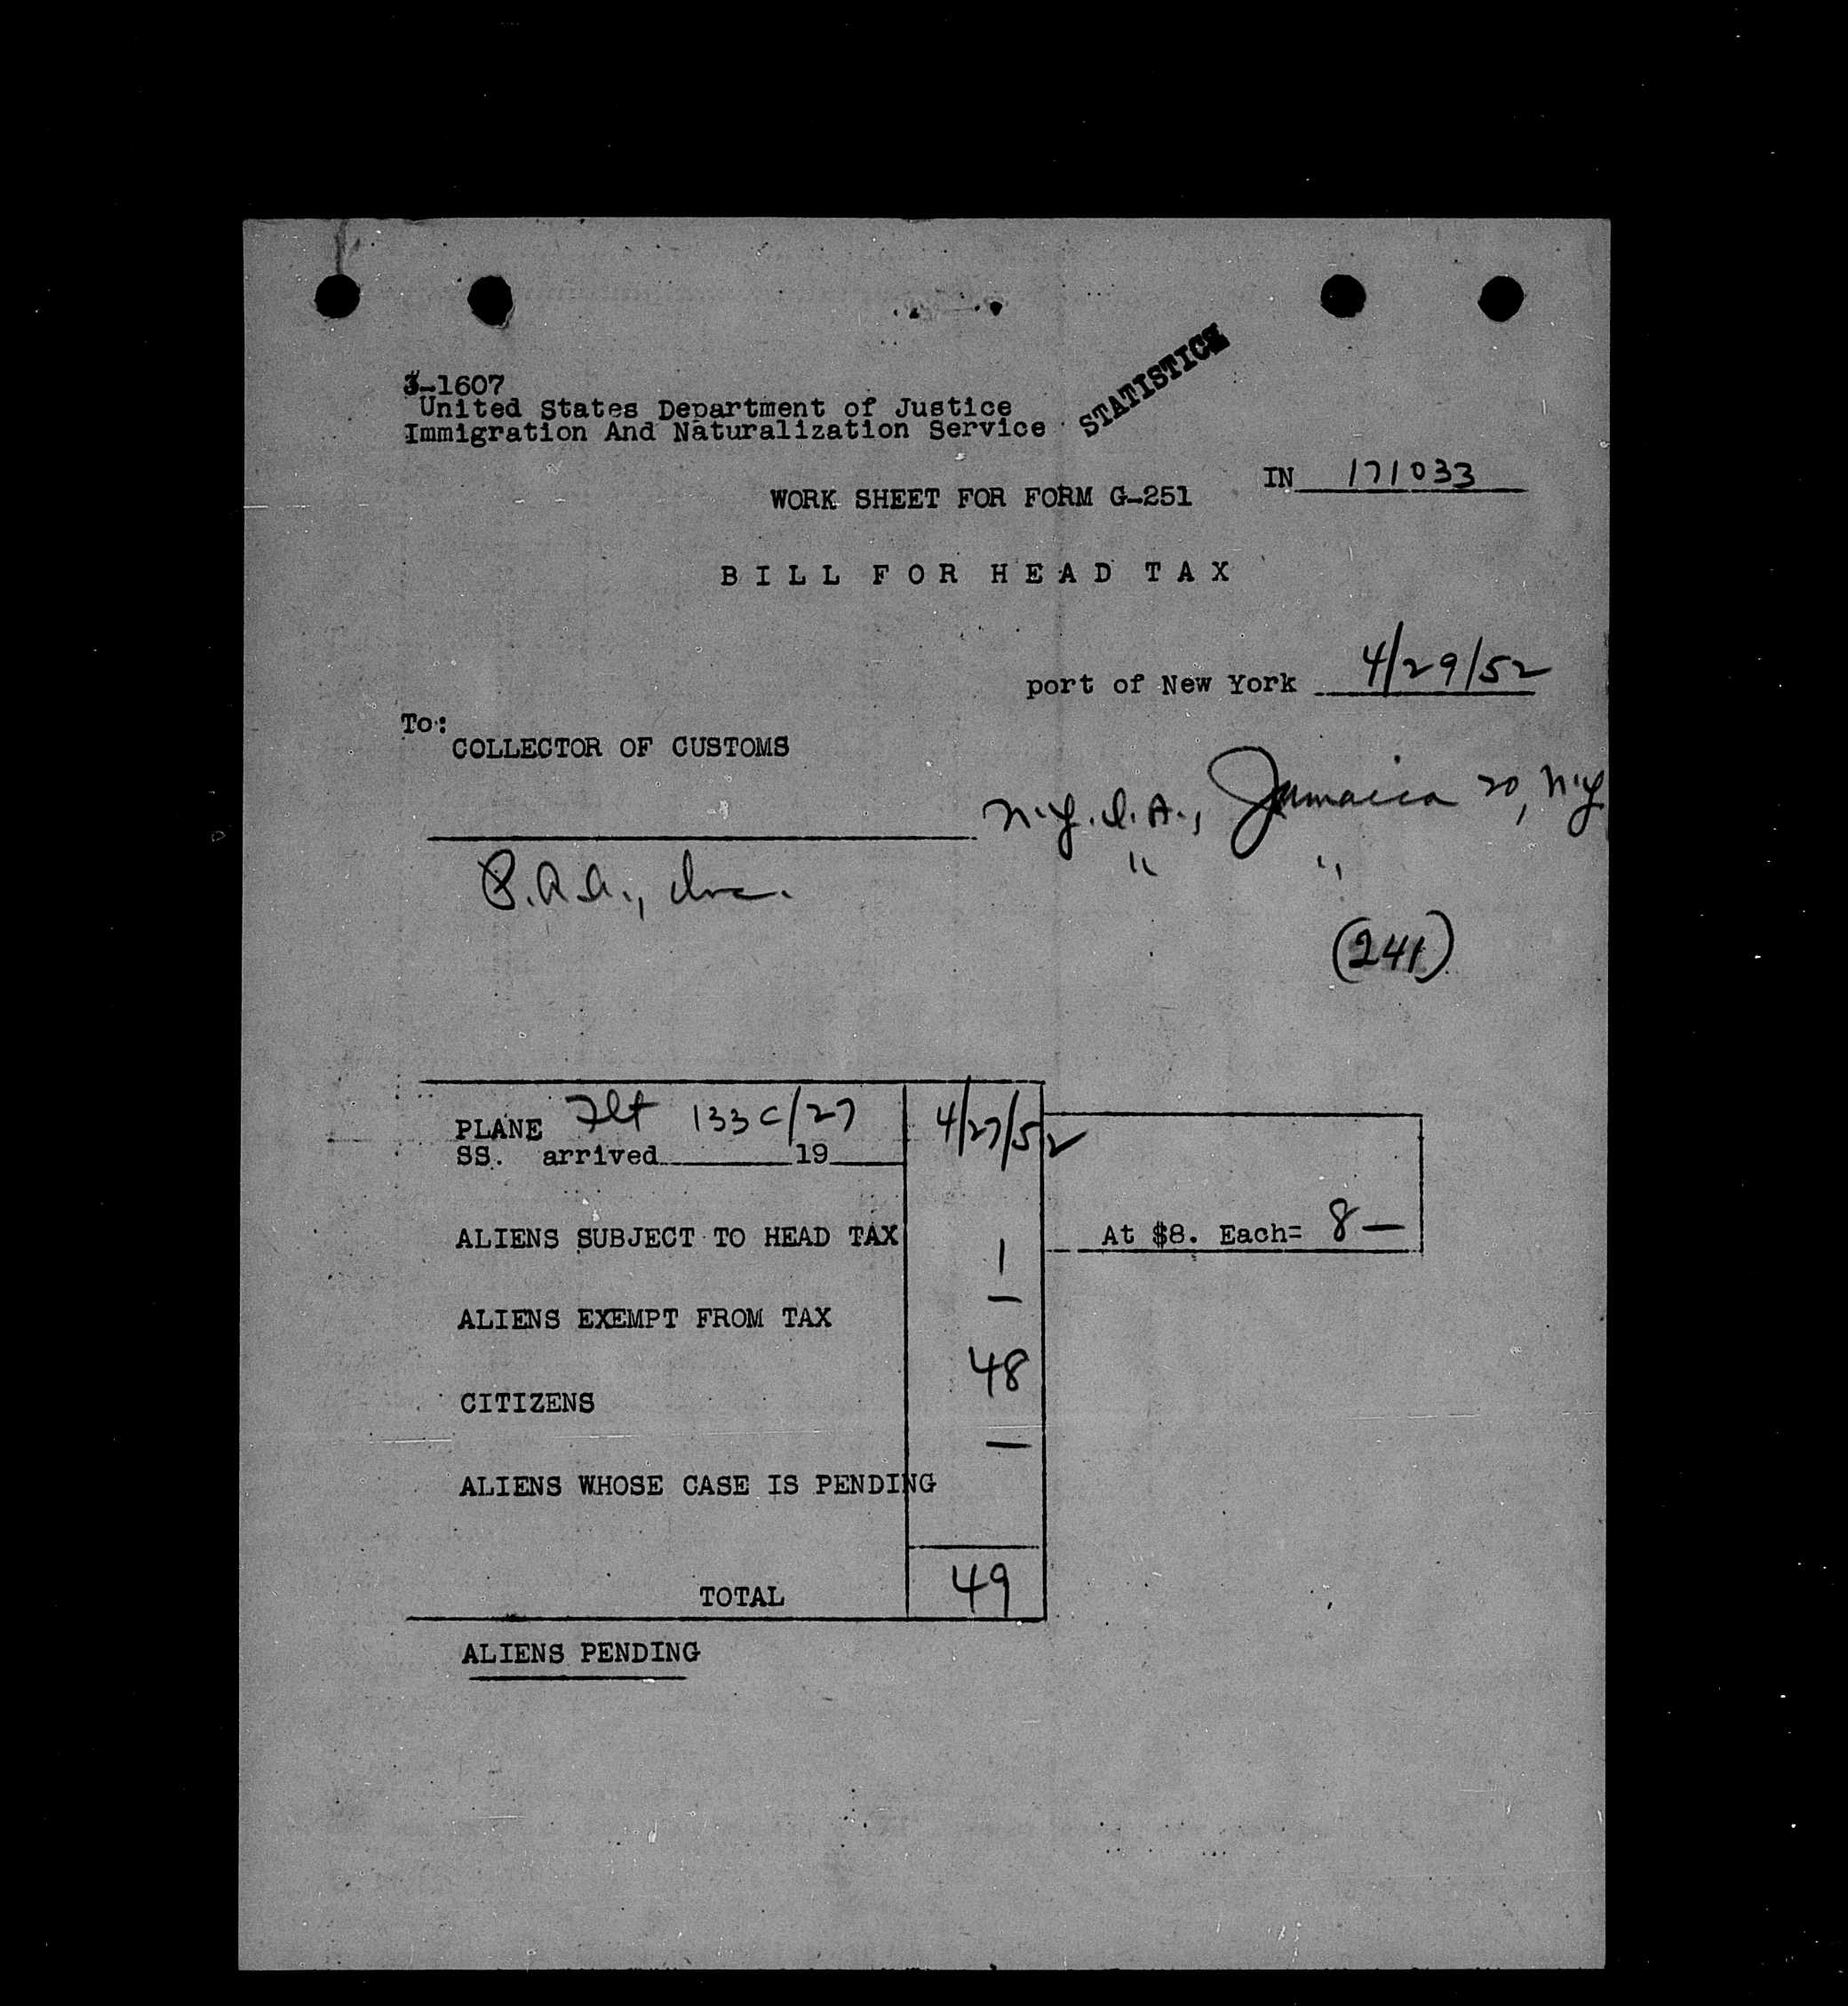 3-1607
United States Department of Justice
Immigration And Naturalization Service
STATISTICS
IN 171033
WORK SHEET FOR FORM G-251
BILL FOR HEAD TAX
port of New York 4/29/52
To:
COLLECTOR OF CUSTOMS
N.Y.I.A., Jamaica 20, N.Y
P.A.A., Inc. " "
(241)
PLANE Flt 133c/27 4/27/52
SS. arrived 19
ALIENS SUBJECT TO HEAD TAX 1 At $8. Each= 8—
ALIENS EXEMPT FROM TAX —
CITIZENS 48
ALIENS WHOSE CASE IS PENDING —
TOTAL 49
ALIENS PENDING